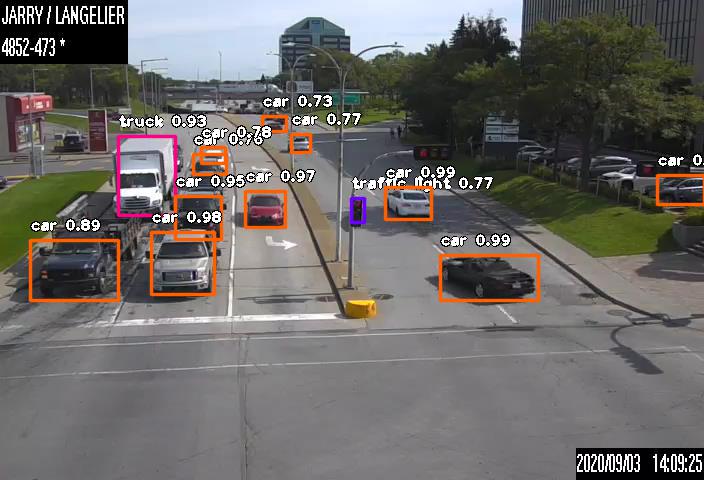 JARRY / LANGELIER
4852-473 *
car 0.73
truck 0.93
car 0.77
car 0.78
car 0.99
car 0.95
car 0.97
traffic light 0.77
car 0.89
car 0.98
car 0.99
2020/09/03 14:09:25